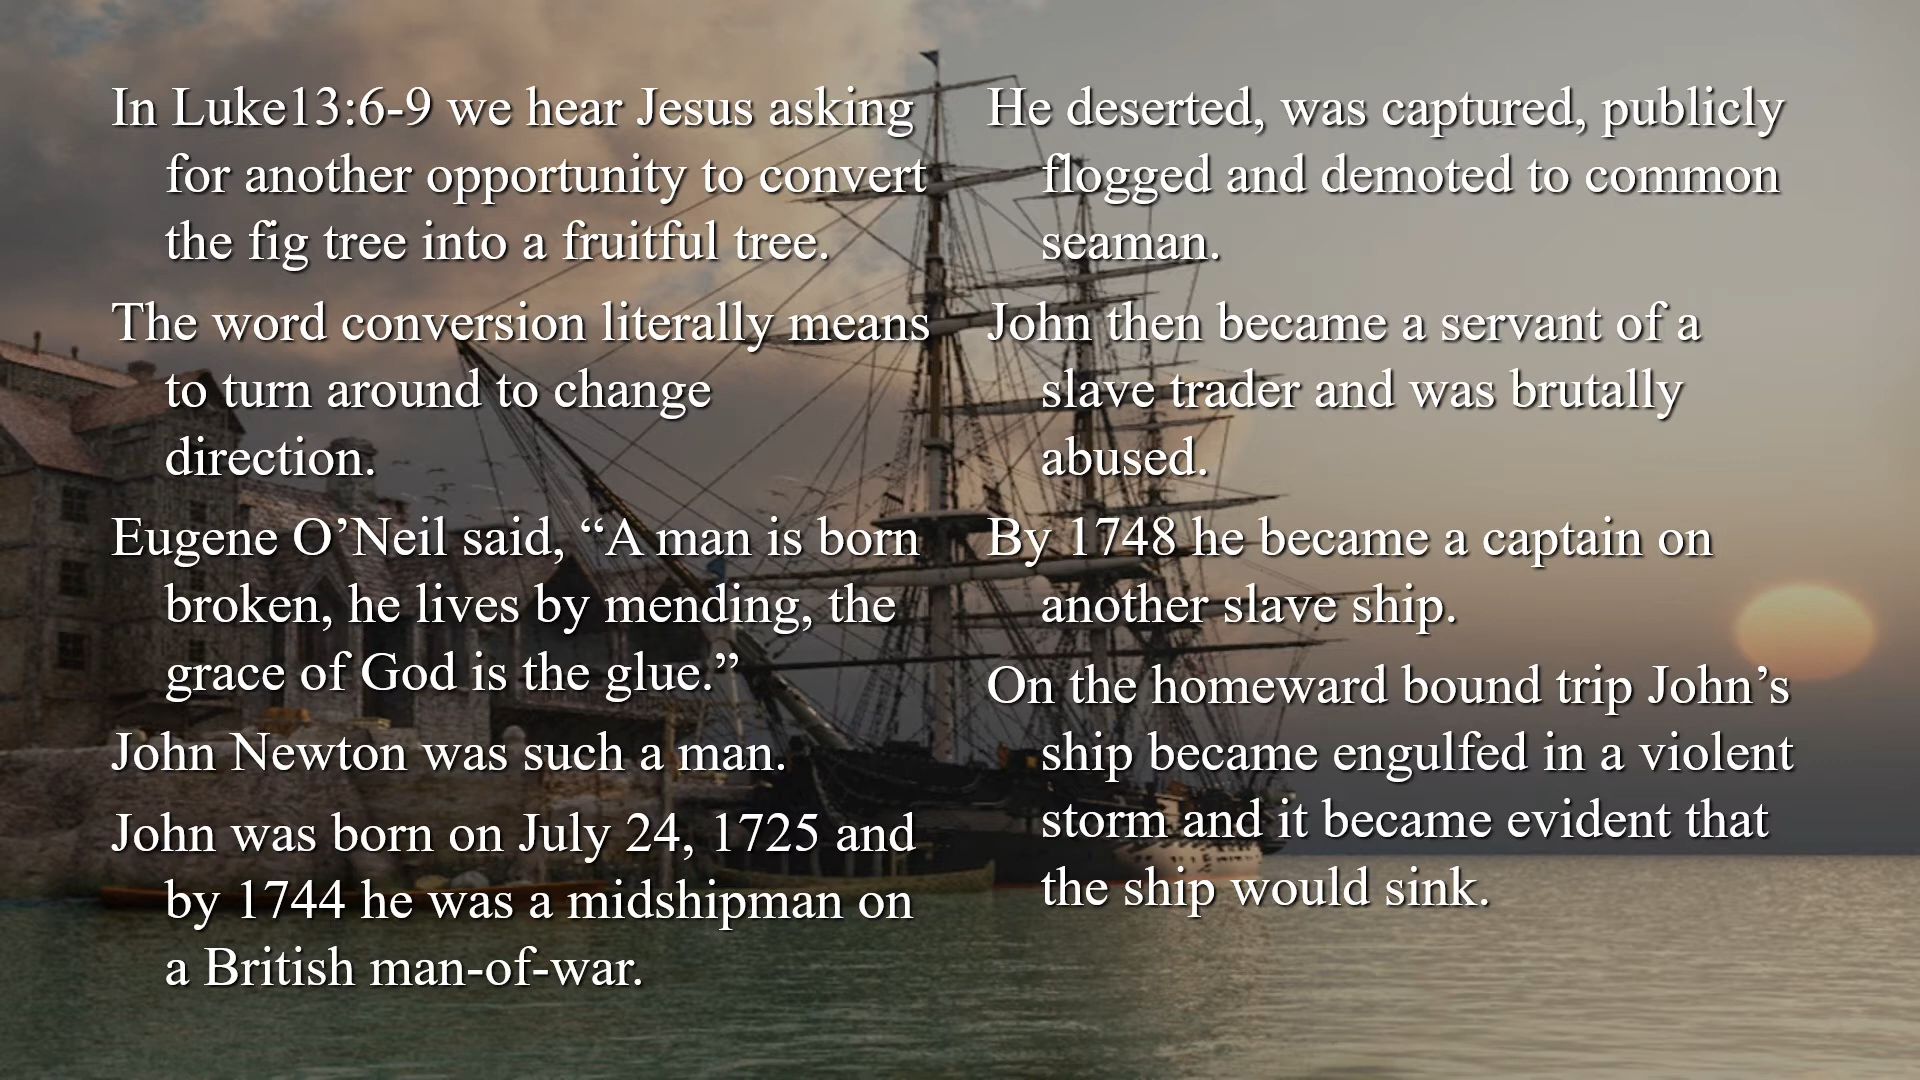 In Luke13:6-9 we hear Jesus asking
for another opportunity to convert
the fig tree into a fruitful tree.
The word conversion literally means
to turn around to change
direction.
Eugene O’Neil said, “A man is born
broken, he lives by mending, the
grace of God is the glue.”
John Newton was such a man.
John was born on July 24, 1725 and
by 1744 he was a midshipman on
a British man-of-war.
He deserted, was captured, publicly
flogged and demoted to common
seaman.
John then became a servant of a
slave trader and was brutally
abused.
By 1748 he became a captain on
another slave ship.
On the homeward bound trip John’s
ship became engulfed in a violent
storm and it became evident that
the ship would sink.